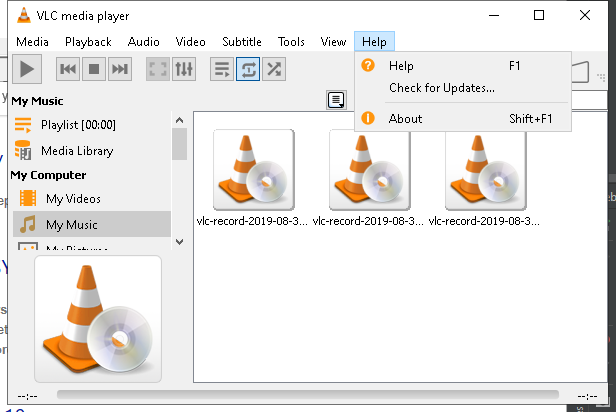 VLC media player
Media Playback Audio Video Subtitle Tools View Help
Help F1
Check for Updates...
About Shift+F1
My Music
Playlist [00:00]
Media Library
My Computer
My Videos
My Music
My Pictures
vlc-record-2019-08-3... vlc-record-2019-08-3... vlc-record-2019-08-3...
--:-- --:--